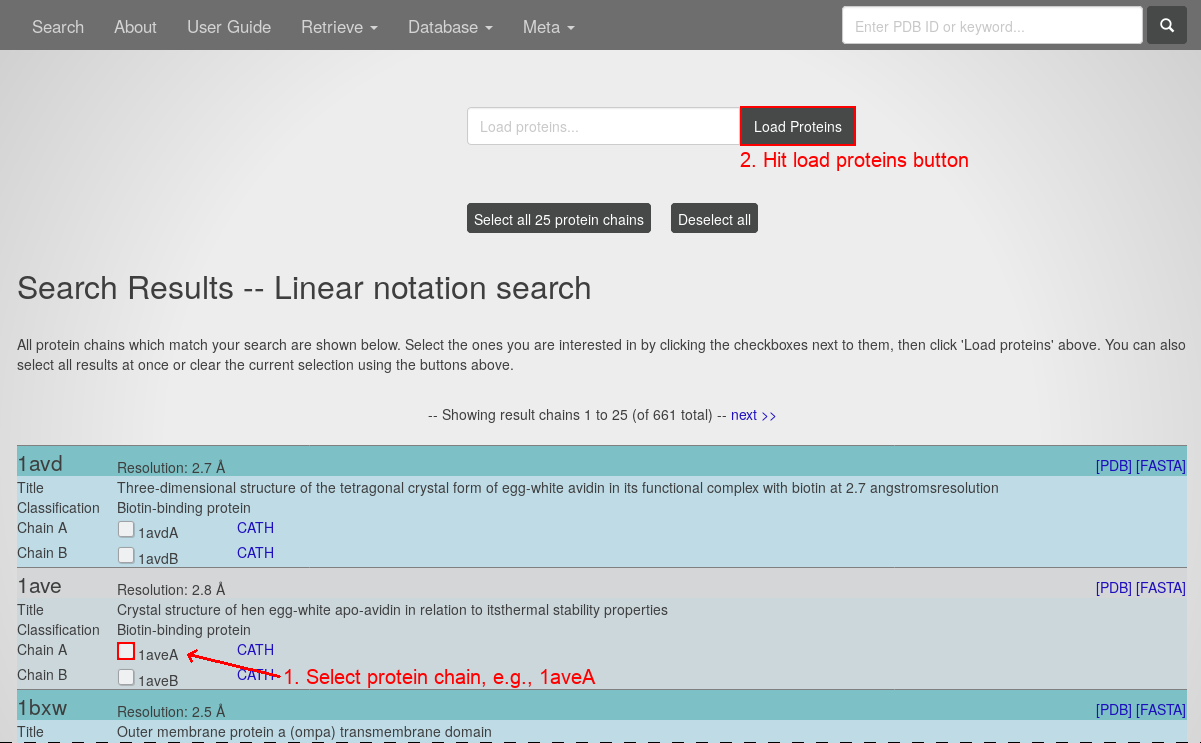 Search About User Guide Retrieve Database Meta Enter PDB ID or keyword...
Load proteins... Load Proteins
2. Hit load proteins button
Select all 25 protein chains Deselect all
Search Results -- Linear notation search
All protein chains which match your search are shown below. Select the ones you are interested in by clicking the checkboxes next to them, then click 'Load proteins' above. You can also
select all results at once or clear the current selection using the buttons above.
-- Showing result chains 1 to 25 (of 661 total) -- next >>
1avd Resolution: 2.7 Å [PDB] [FASTA]
Title Three-dimensional structure of the tetragonal crystal form of egg-white avidin in its functional complex with biotin at 2.7 angstromsresolution
Classification Biotin-binding protein
Chain A 1avdA CATH
Chain B 1avdB CATH
1ave Resolution: 2.8 Å [PDB] [FASTA]
Title Crystal structure of hen egg-white apo-avidin in relation to itsthermal stability properties
Classification Biotin-binding protein
Chain A 1aveA CATH
Chain B 1aveB CATH 1. Select protein chain, e.g., 1aveA
1bxw Resolution: 2.5 Å [PDB] [FASTA]
Title Outer membrane protein a (ompa) transmembrane domain